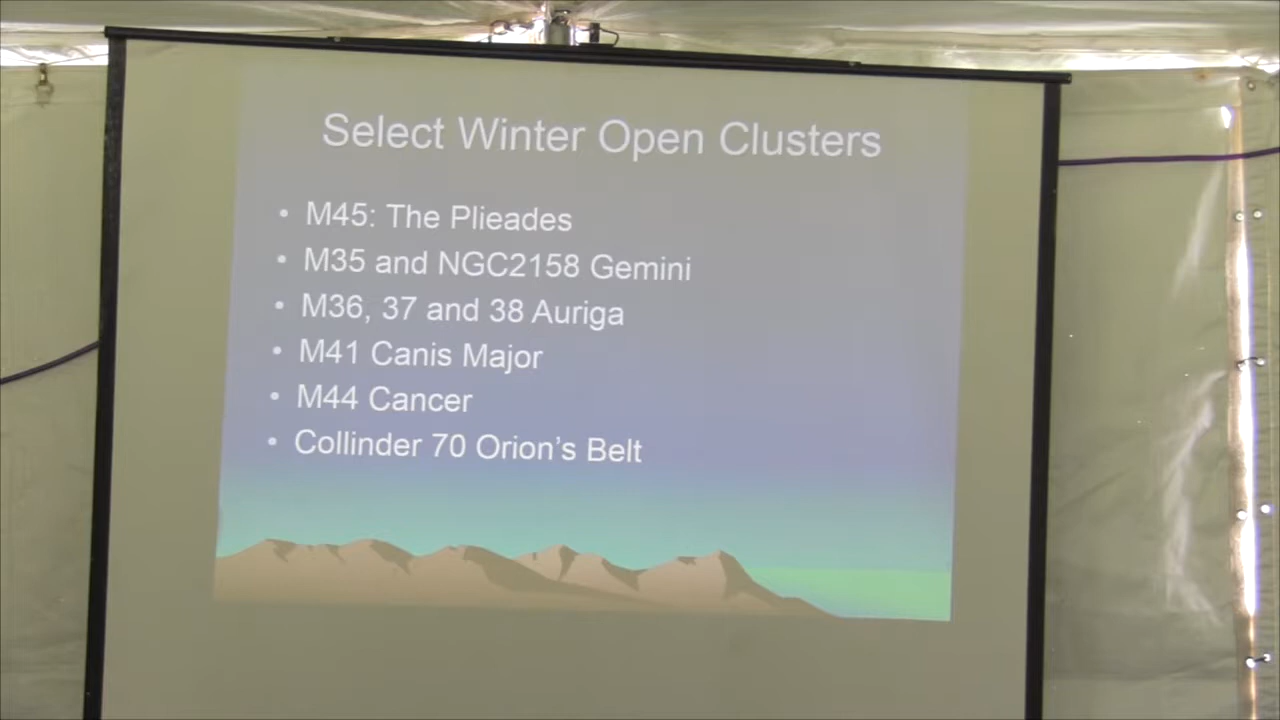 Select Winter Open Clusters
• M45: The Plieades
• M35 and NGC2158 Gemini
• M36, 37 and 38 Auriga
• M41 Canis Major
• M44 Cancer
• Collinder 70 Orion's Belt